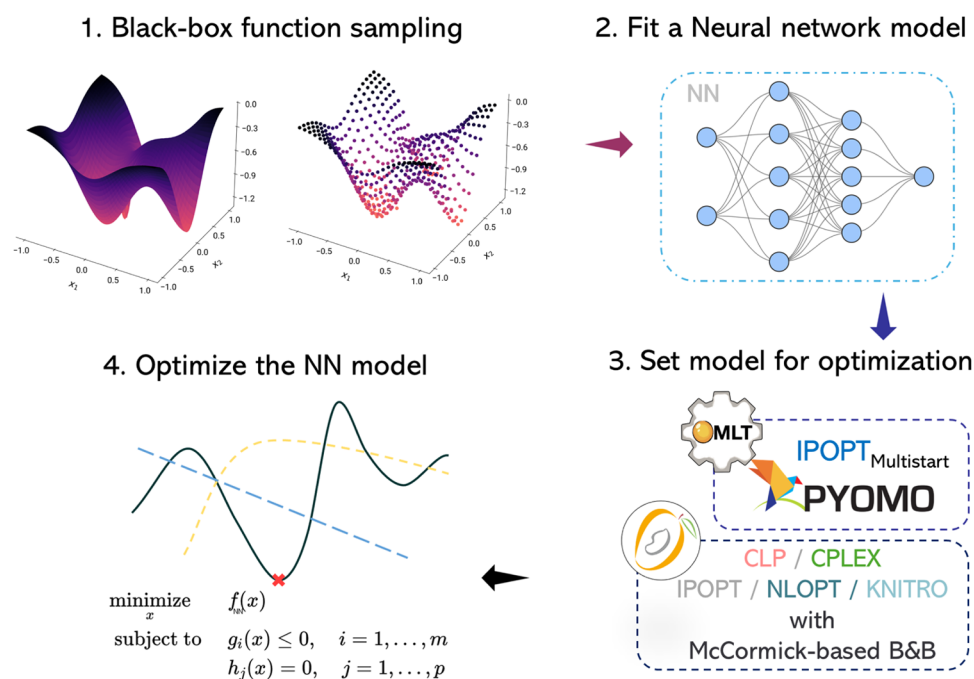 1. Black-box function sampling
0.0
-0.3
-0.6
-0.9
-1.2
1.0
0.5
0.0
-0.5
-1.0
x₂
-1.0
-0.5
0.0
0.5
1.0
x₁
0.0
-0.3
-0.6
-0.9
-1.2
1.0
0.5
0.0
-0.5
-1.0
x₂
-1.0
-0.5
0.0
0.5
1.0
x₁
2. Fit a Neural network model
NN
3. Set model for optimization
OMLT
IPOPT Multistart
PYOMO
CLP / CPLEX
IPOPT / NLOPT / KNITRO
with
McCormick-based B&B
4. Optimize the NN model
minimize f(x)
x NN
subject to gᵢ(x) ≤ 0, i = 1, . . . , m
hⱼ(x) = 0, j = 1, . . . , p